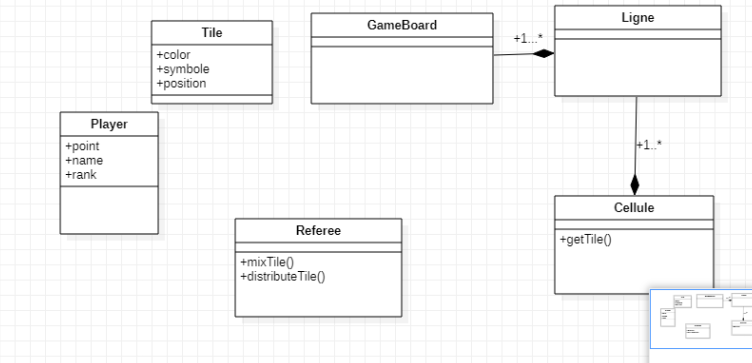 Tile
+color
+symbole
+position
GameBoard
+1...*
Ligne
Player
+point
+name
+rank
+1..*
Referee
+mixTile()
+distributeTile()
Cellule
+getTile()